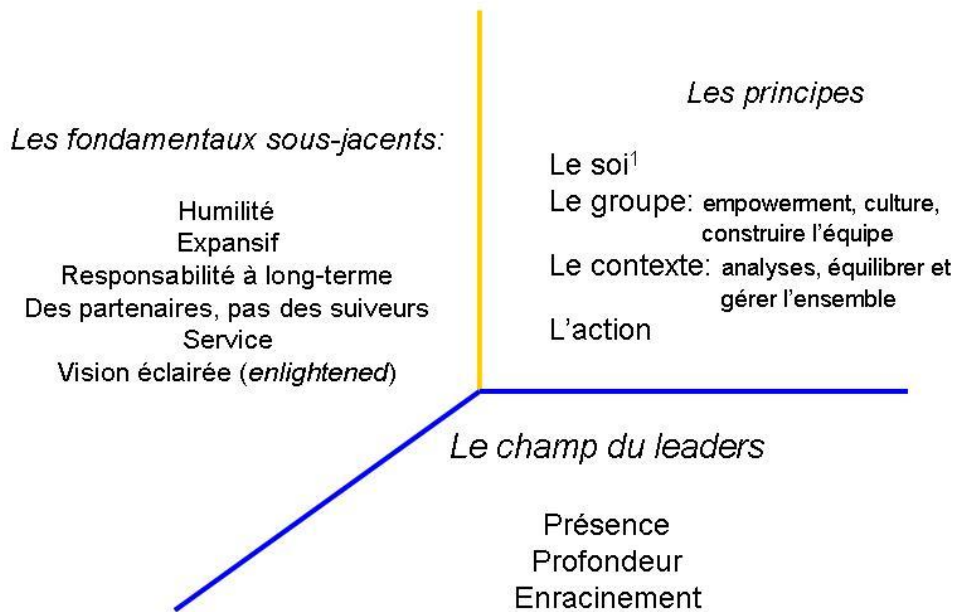 Les fondamentaux sous-jacents:
Humilité
Expansif
Responsabilité à long-terme
Des partenaires, pas des suiveurs
Service
Vision éclairée (enlightened)
Les principes
Le soi¹
Le groupe: empowerment, culture,
construire l'équipe
Le contexte: analyses, équilibrer et
gérer l'ensemble
L'action
Le champ du leaders
Présence
Profondeur
Enracinement